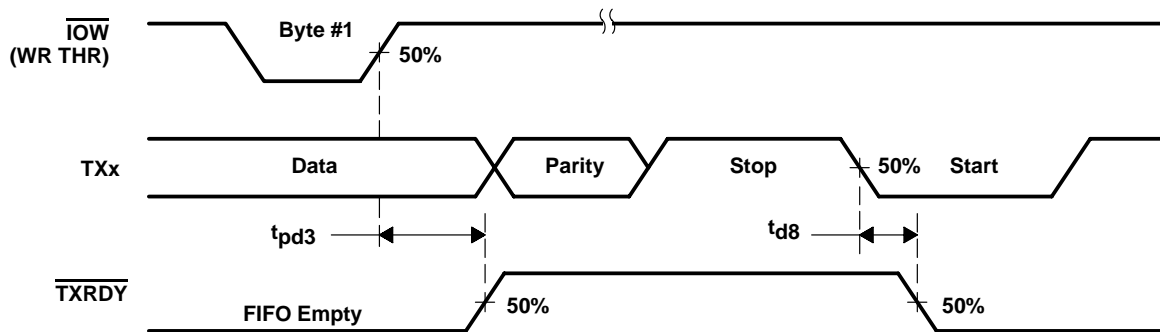 IOW
(WR THR)
Byte #1
50%
TXx
Data
Parity
Stop
50%
Start
tpd3
td8
TXRDY
FIFO Empty
50%
50%